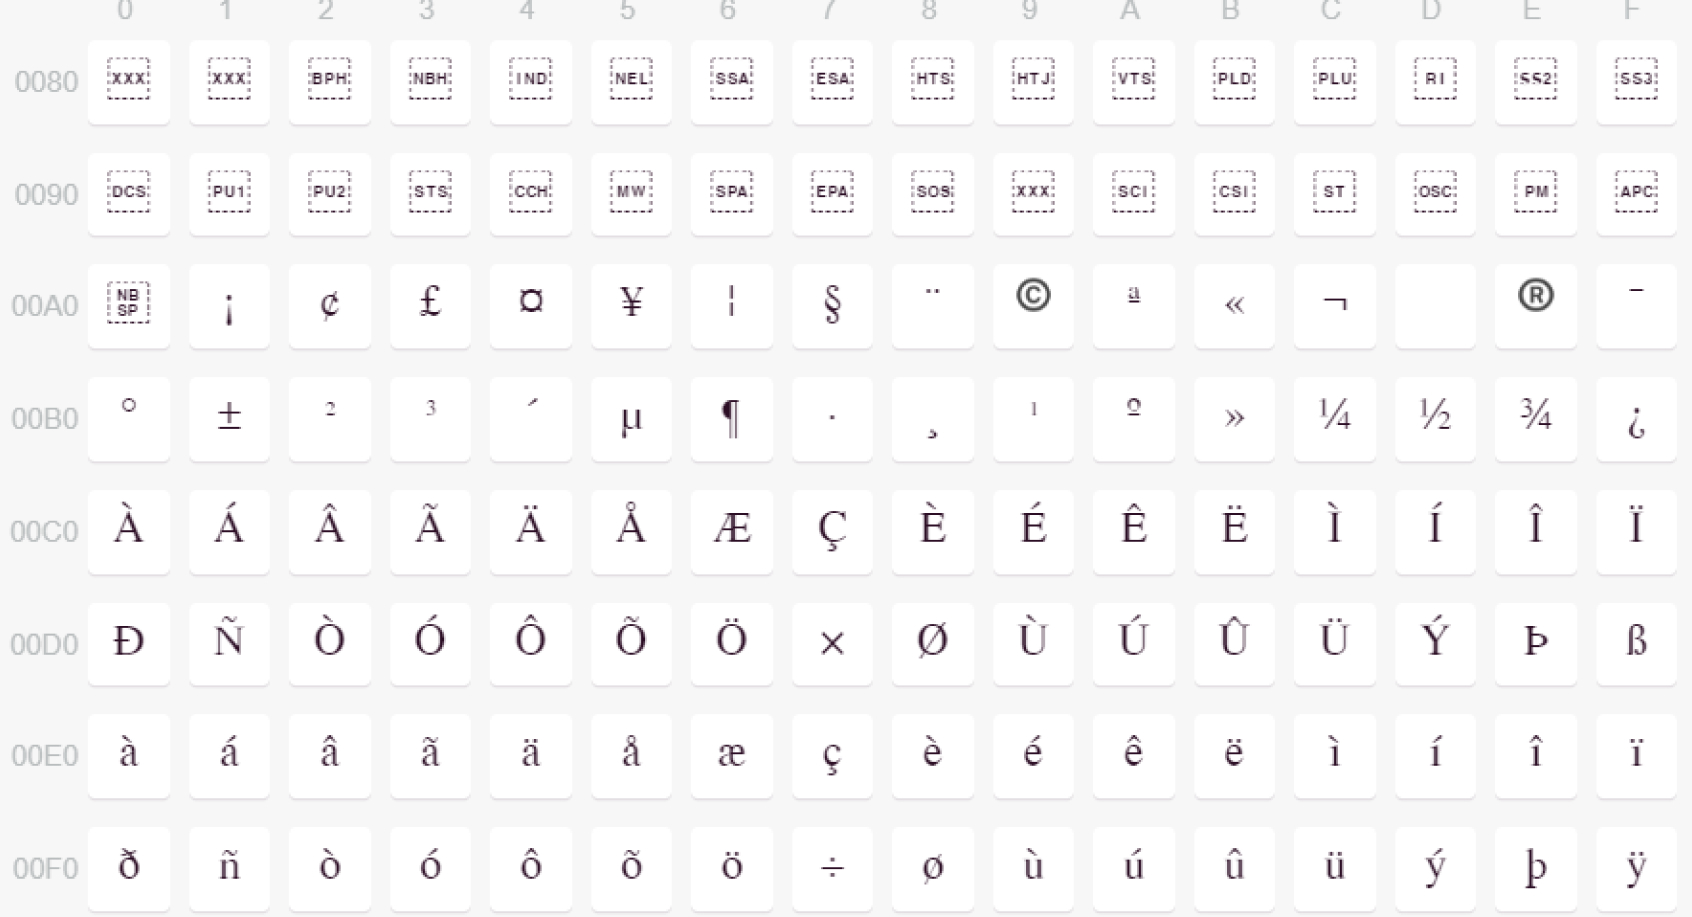 0 1 2 3 4 5 6 7 8 9 A B C D E F
0080 XXX XXX BPH NBH IND NEL SSA ESA HTS HTJ VTS PLD PLU RI SS2 SS3
0090 DCS PU1 PU2 STS CCH MW SPA EPA SOS XXX SCI CSI ST OSC PM APC
00A0 NB SP ¡ ¢ £ ¤ ¥ ¦ § ¨ © ª « ¬ ® ¯
00B0 ° ± ² ³ ´ µ ¶ · ¸ ¹ º » ¼ ½ ¾ ¿
00C0 À Á Â Ã Ä Å Æ Ç È É Ê Ë Ì Í Î Ï
00D0 Ð Ñ Ò Ó Ô Õ Ö × Ø Ù Ú Û Ü Ý Þ ß
00E0 à á â ã ä å æ ç è é ê ë ì í î ï
00F0 ð ñ ò ó ô õ ö ÷ ø ù ú û ü ý þ ÿ